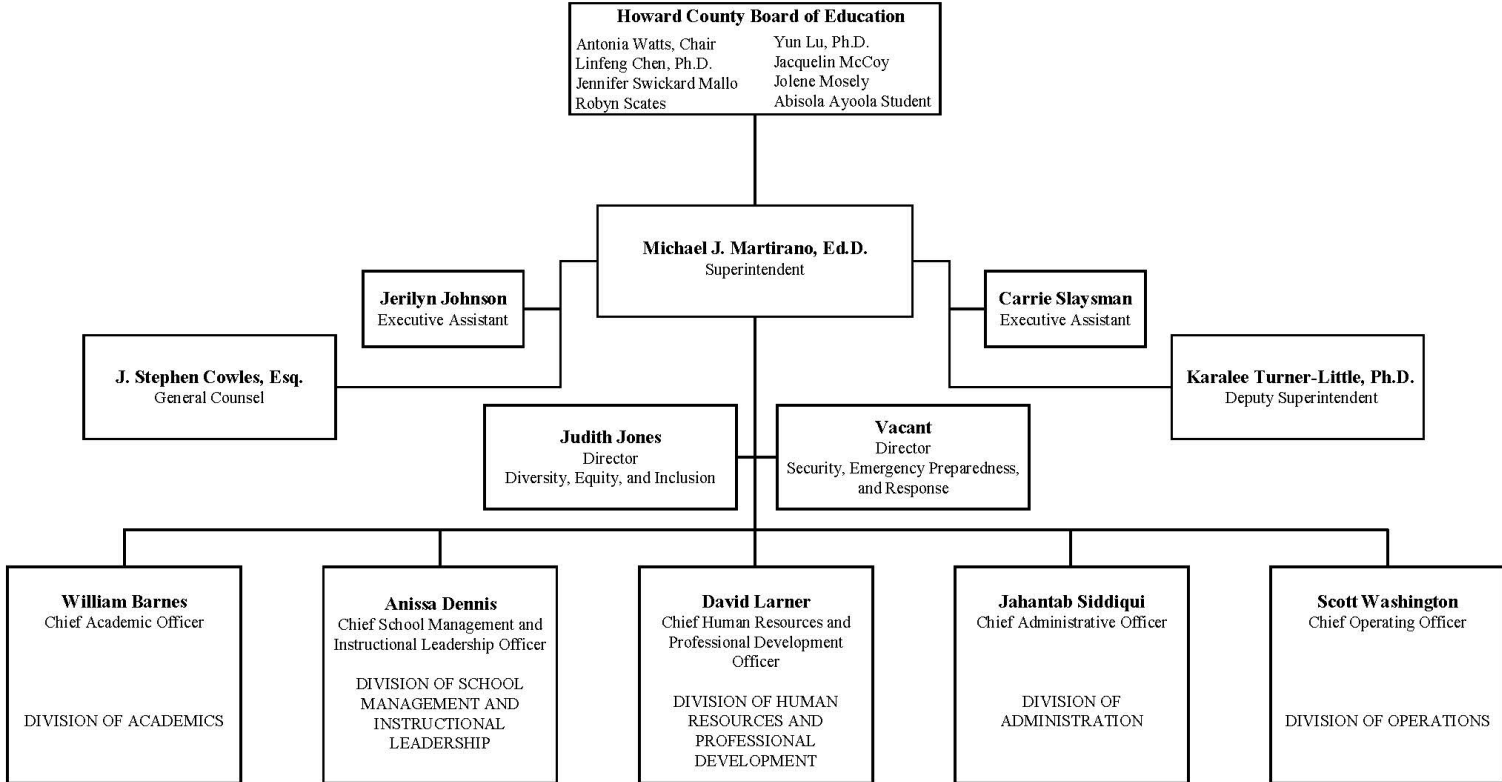 Howard County Board of Education
Antonia Watts, Chair
Linfeng Chen, Ph.D.
Jennifer Swickard Mallo
Robyn Scates
Yun Lu, Ph.D.
Jacquelin McCoy
Jolene Mosely
Abisola Ayoola Student
Michael J. Martirano, Ed.D.
Superintendent
Jerilyn Johnson
Executive Assistant
Carrie Slaysman
Executive Assistant
J. Stephen Cowles, Esq.
General Counsel
Karalee Turner-Little, Ph.D.
Deputy Superintendent
Judith Jones
Director
Diversity, Equity, and Inclusion
Vacant
Director
Security, Emergency Preparedness,
and Response
William Barnes
Chief Academic Officer
DIVISION OF ACADEMICS
Anissa Dennis
Chief School Management and
Instructional Leadership Officer
DIVISION OF SCHOOL
MANAGEMENT AND
INSTRUCTIONAL
LEADERSHIP
David Larner
Chief Human Resources and
Professional Development
Officer
DIVISION OF HUMAN
RESOURCES AND
PROFESSIONAL
DEVELOPMENT
Jahantab Siddiqui
Chief Administrative Officer
DIVISION OF
ADMINISTRATION
Scott Washington
Chief Operating Officer
DIVISION OF OPERATIONS